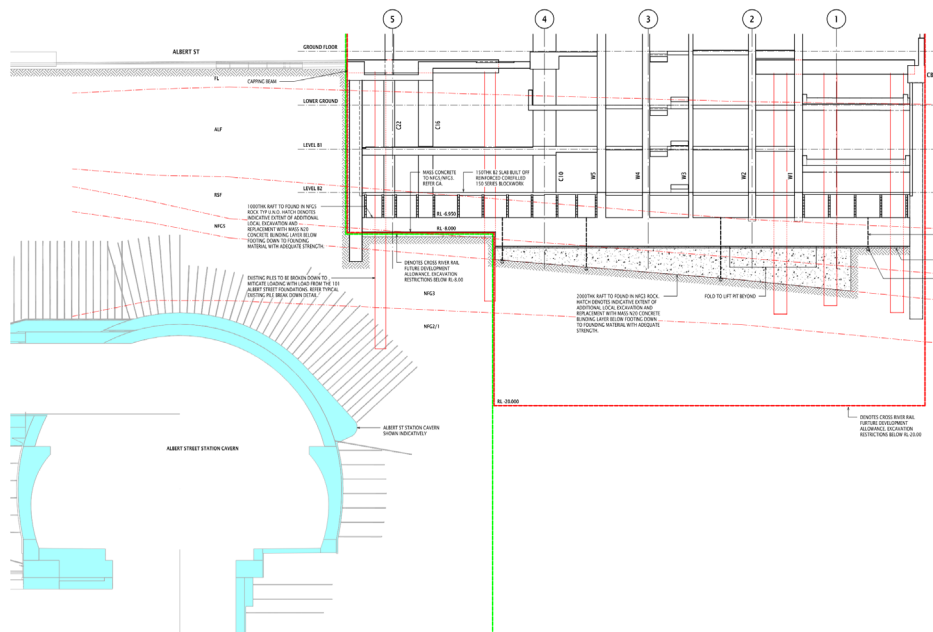 5
4
3
2
1
ALBERT ST
GROUND FLOOR
FL
CAPPING BEAM
C8
LOWER GROUND
ALF
C22
C16
LEVEL B1
C10
W5
W4
W3
W2
W1
MASS CONCRETE
TO NFG3/NFG3.
REFER GA.
150THK B2 SLAB BUILT OFF
REINFORCED COREFILLED
150 SERIES BLOCKWORK
LEVEL B2
RSF
NFG5
1000THK RAFT TO FOUND IN NFG5
ROCK. TYP U.N.O. HATCH DENOTES
INDICATIVE EXTENT OF ADDITIONAL
LOCAL EXCAVATION AND
REPLACEMENT WITH MASS N20
CONCRETE BLINDING LAYER BELOW
FOOTING DOWN TO FOUNDING
MATERIAL WITH ADEQUATE STRENGTH.
RL -6.950
RL -8.000
DENOTES CROSS RIVER RAIL
FURTURE DEVELOPMENT
ALLOWANCE. EXCAVATION
RESTRICTIONS BELOW RL-8.00
EXISTING PILES TO BE BROKEN DOWN TO
MITIGATE LOADING WITH LOAD FROM THE 101
ALBERT STREET FOUNDATIONS. REFER TYPICAL
EXISTING PILE BREAK DOWN DETAIL.
NFG3
2000THK RAFT TO FOUND IN NFG3 ROCK.
HATCH DENOTES INDICATIVE EXTENT OF
ADDITIONAL LOCAL EXCAVATION AND
REPLACEMENT WITH MASS N20 CONCRETE
BLINDING LAYER BELOW FOOTING DOWN
TO FOUNDING MATERIAL WITH ADEQUATE
STRENGTH.
FOLD TO LIFT PIT BEYOND
NFG2/1
RL -20.000
DENOTES CROSS RIVER RAIL
FURTURE DEVELOPMENT
ALLOWANCE. EXCAVATION
RESTRICTIONS BELOW RL-20.00
ALBERT ST STATION CAVERN
SHOWN INDICATIVELY
ALBERT STREET STATION CAVERN